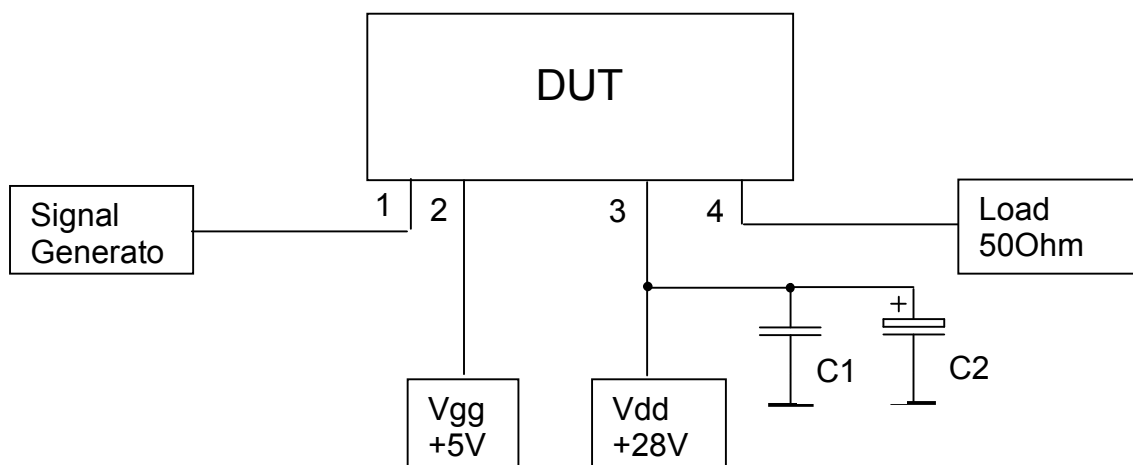 DUT
1
2
3
4
Signal
Generato
Load
50Ohm
+
C1
C2
Vgg
+5V
Vdd
+28V